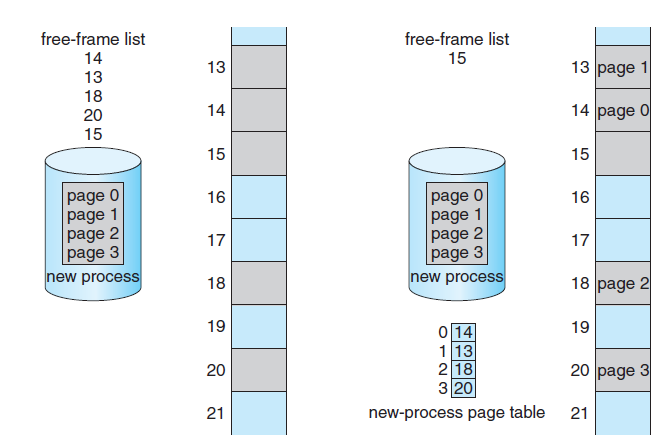 free-frame list
14
13
18
20
15
page 0
page 1
page 2
page 3
new process
13
14
15
16
17
18
19
20
21
free-frame list
15
page 0
page 1
page 2
page 3
new process
0 14
1 13
2 18
3 20
new-process page table
13 page 1
14 page 0
15
16
17
18 page 2
19
20 page 3
21